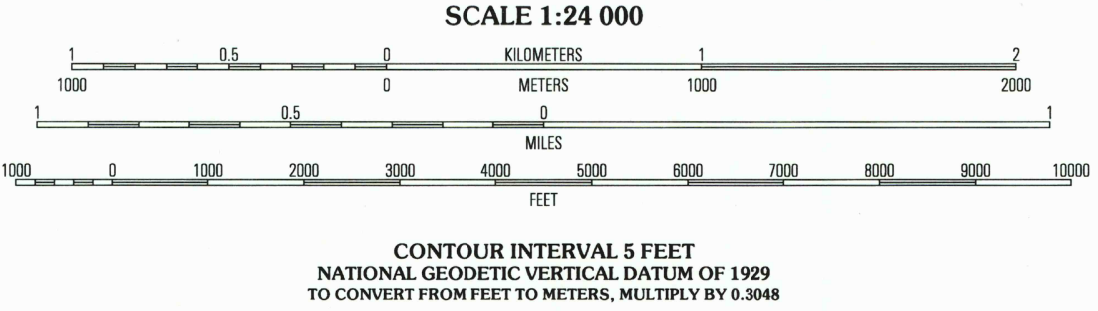 SCALE 1:24 000
1 0.5 0 KILOMETERS 1 2
1000 0 METERS 1000 2000
1 0.5 0 1
MILES
1000 0 1000 2000 3000 4000 5000 6000 7000 8000 9000 10000
FEET
CONTOUR INTERVAL 5 FEET
NATIONAL GEODETIC VERTICAL DATUM OF 1929
TO CONVERT FROM FEET TO METERS, MULTIPLY BY 0.3048